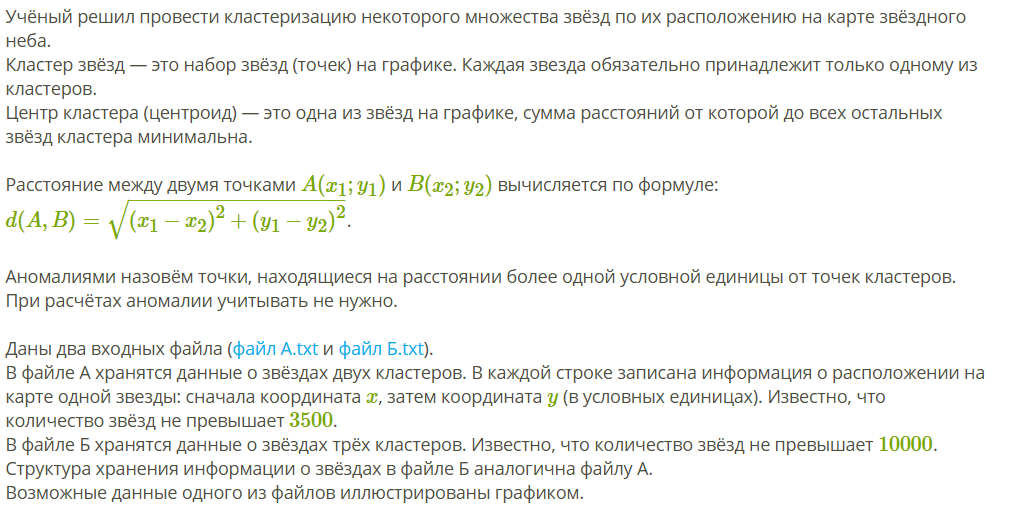 Учёный решил провести кластеризацию некоторого множества звёзд по их расположению на карте звёздного
неба.
Кластер звёзд — это набор звёзд (точек) на графике. Каждая звезда обязательно принадлежит только одному из
кластеров.
Центр кластера (центроид) — это одна из звёзд на графике, сумма расстояний от которой до всех остальных
звёзд кластера минимальна.
Расстояние между двумя точками A(x₁; y₁) и B(x₂; y₂) вычисляется по формуле:
d(A, B) = √((x₁ − x₂)² + (y₁ − y₂)²).
Аномалиями назовём точки, находящиеся на расстоянии более одной условной единицы от точек кластеров.
При расчётах аномалии учитывать не нужно.
Даны два входных файла (файл А.txt и файл Б.txt).
В файле А хранятся данные о звёздах двух кластеров. В каждой строке записана информация о расположении на
карте одной звезды: сначала координата x, затем координата y (в условных единицах). Известно, что
количество звёзд не превышает 3500.
В файле Б хранятся данные о звёздах трёх кластеров. Известно, что количество звёзд не превышает 10000.
Структура хранения информации о звёздах в файле Б аналогична файлу А.
Возможные данные одного из файлов иллюстрированы графиком.